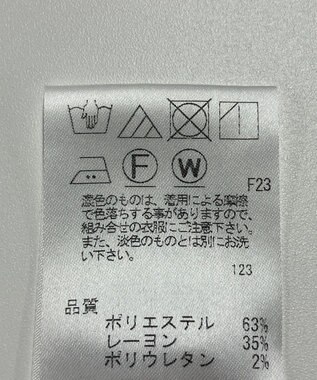 F W
F23
濃色のものは、着用による摩擦
で色落ちする事がありますので、
組み合せの衣服にご注意下さい。
また、淡色のものとは別にお洗
い下さい。
123
品質
ポリエステル 63%
レーヨン 35%
ポリウレタン 2%